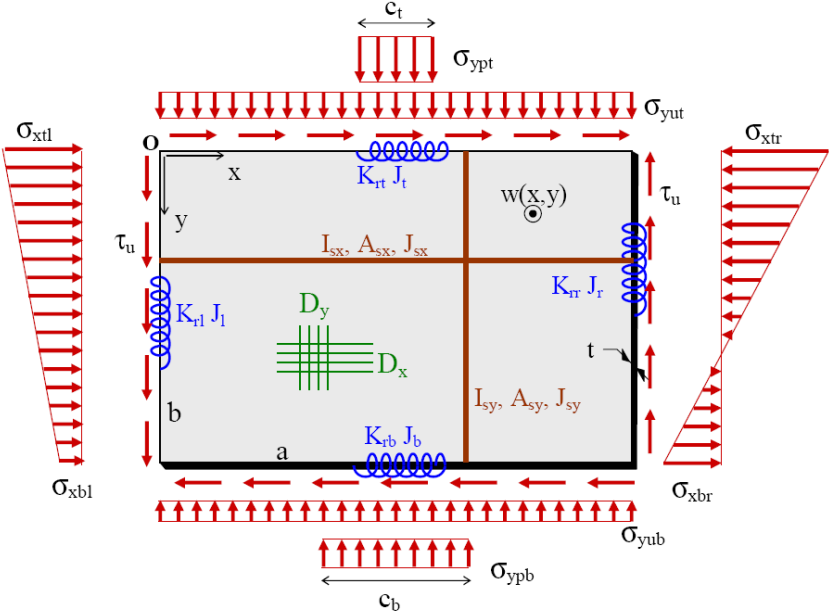 c_t
σ_ypt
σ_yut
σ_xtl
O
x
K_rt J_t
w(x,y)
σ_xtr
y
τ_u
τ_u
I_sx, A_sx, J_sx
K_rl J_l
K_rr J_r
D_y
D_x
t
I_sy, A_sy, J_sy
b
K_rb J_b
a
σ_xbl
σ_xbr
σ_yub
σ_ypb
c_b